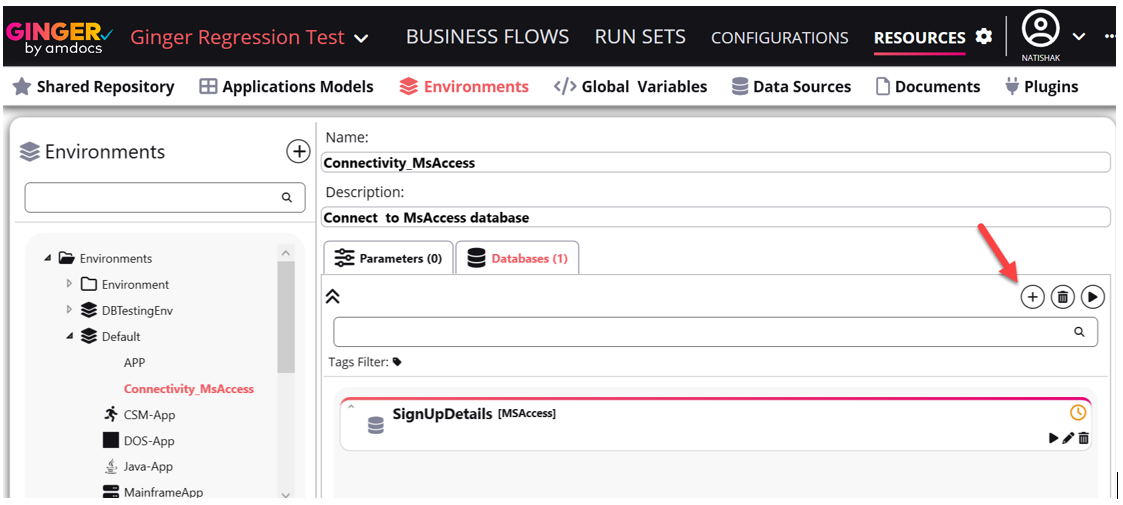 GINGER
by amdocs
Ginger Regression Test
BUSINESS FLOWS
RUN SETS
CONFIGURATIONS
RESOURCES
NATISHAK
Shared Repository
Applications Models
Environments
</> Global Variables
Data Sources
Documents
Plugins
Environments
Name:
Connectivity_MsAccess
Description:
Connect to MsAccess database
Parameters (0)
Databases (1)
Environments
Environment
DBTestingEnv
Default
APP
Connectivity_MsAccess
CSM-App
DOS-App
Java-App
MainframeApp
Tags Filter:
SignUpDetails [MSAccess]